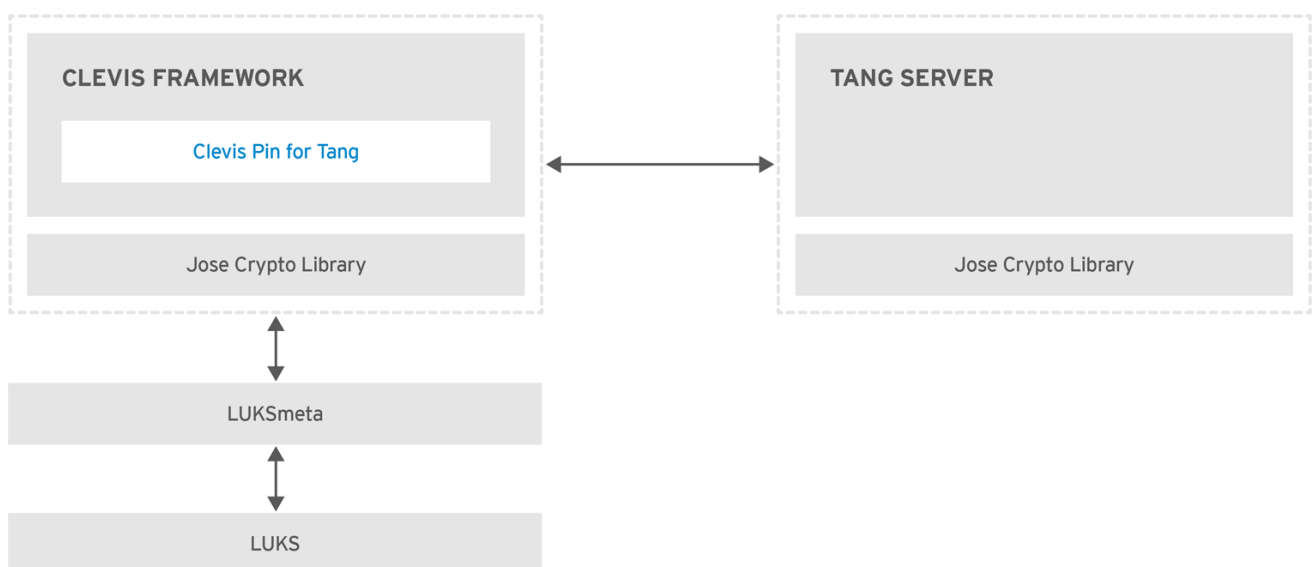 CLEVIS FRAMEWORK
Clevis Pin for Tang
Jose Crypto Library
TANG SERVER
Jose Crypto Library
LUKSmeta
LUKS